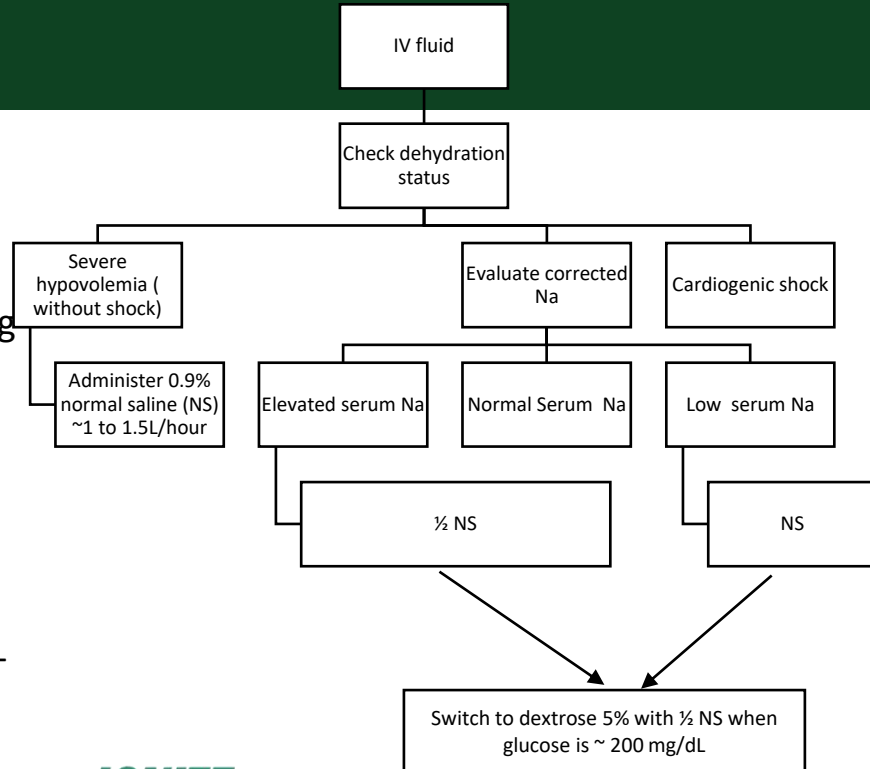 IV fluid
Check dehydration
status
Severe
hypovolemia (
without shock)
Evaluate corrected
Na
Cardiogenic shock
g
Administer 0.9%
normal saline (NS)
~1 to 1.5L/hour
Elevated serum Na
Normal Serum Na
Low serum Na
½ NS
NS
Switch to dextrose 5% with ½ NS when
glucose is ~ 200 mg/dL